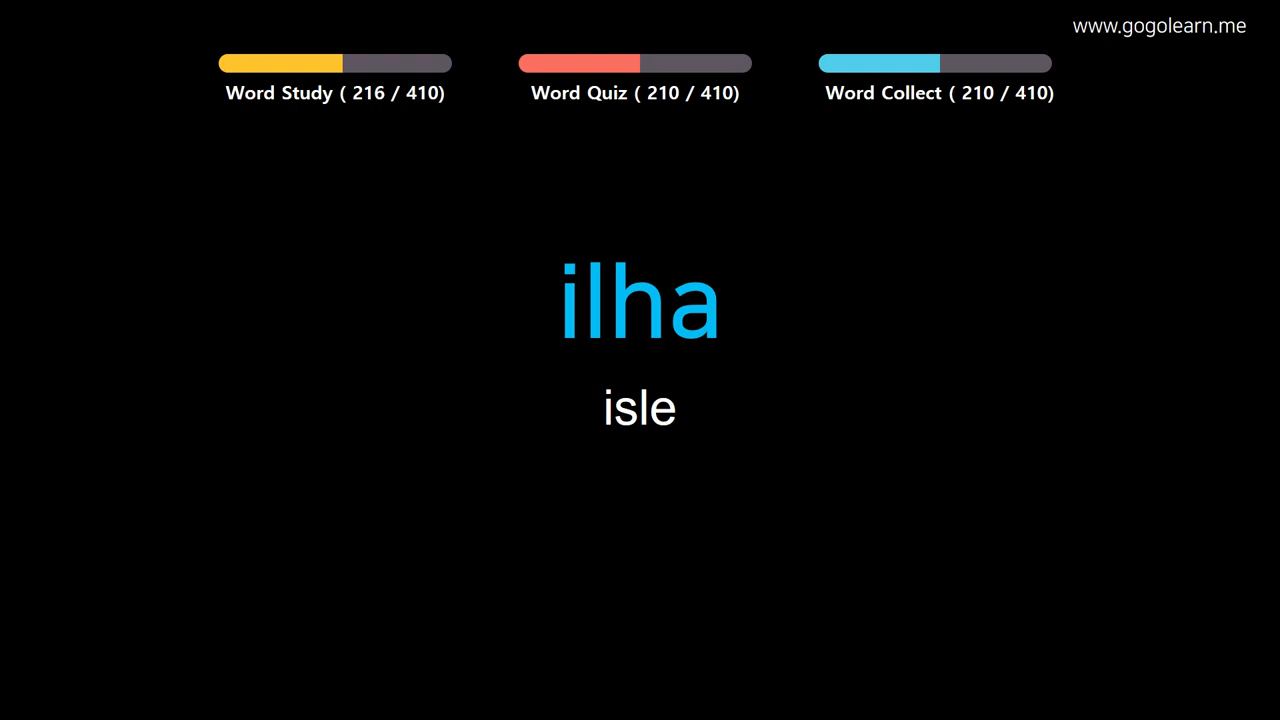 www.gogolearn.me
Word Study ( 216 / 410)
Word Quiz ( 210 / 410)
Word Collect ( 210 / 410)
ilha
isle